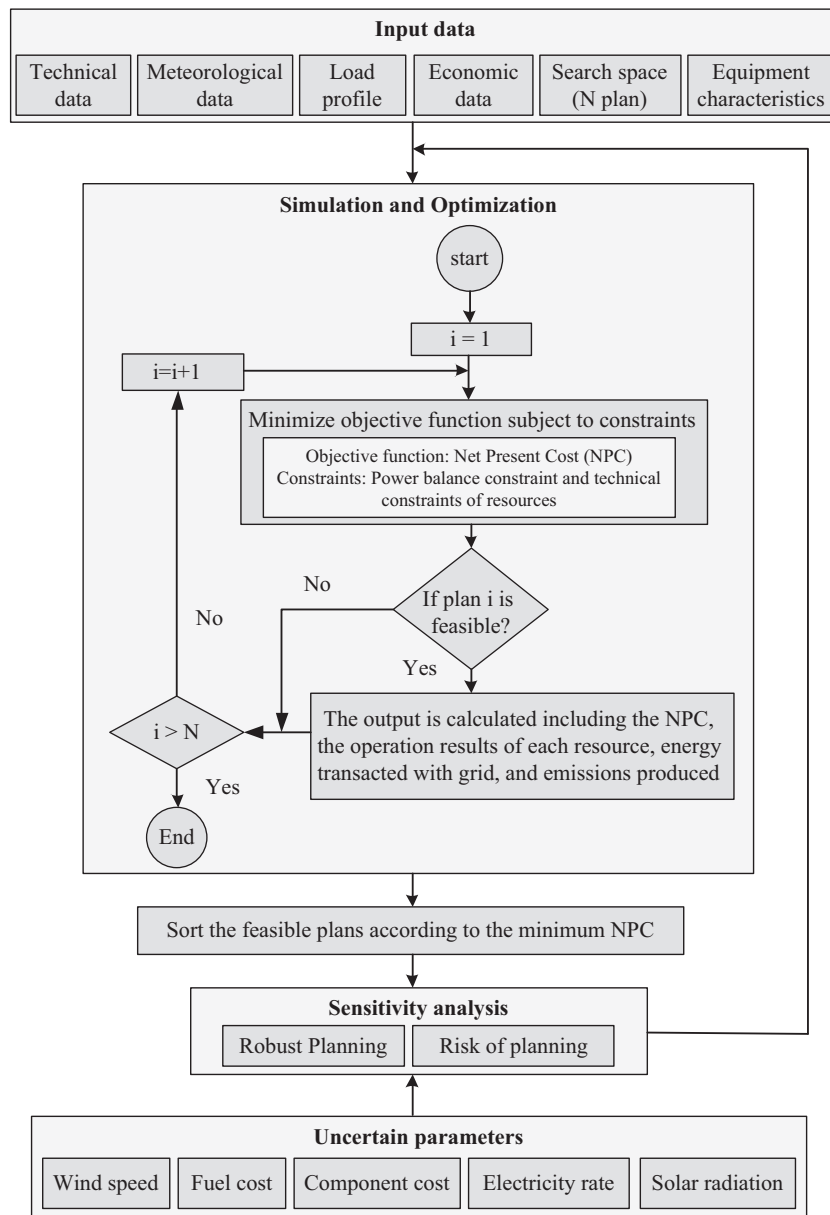 Input data
Technical
data
Meteorological
data
Load
profile
Economic
data
Search space
(N plan)
Equipment
characteristics
Simulation and Optimization
start
i = 1
i=i+1
Minimize objective function subject to constraints
Objective function: Net Present Cost (NPC)
Constraints: Power balance constraint and technical
constraints of resources
No
No
If plan i is
feasible?
Yes
i > N
The output is calculated including the NPC,
the operation results of each resource, energy
transacted with grid, and emissions produced
Yes
End
Sort the feasible plans according to the minimum NPC
Sensitivity analysis
Robust Planning
Risk of planning
Uncertain parameters
Wind speed
Fuel cost
Component cost
Electricity rate
Solar radiation